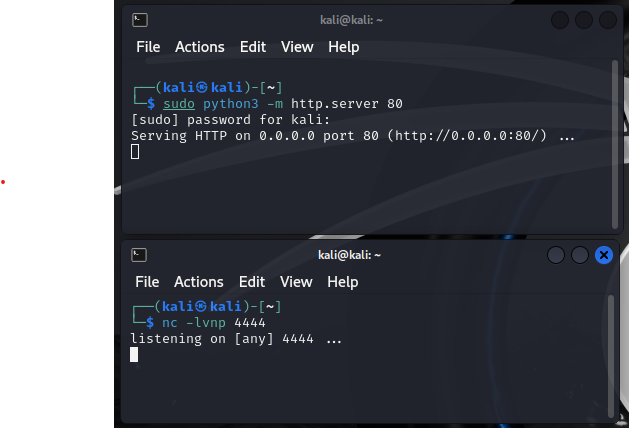 kali@kali: ~
File Actions Edit View Help
┌──(kali㉿kali)-[~]
└─$ sudo python3 -m http.server 80
[sudo] password for kali:
Serving HTTP on 0.0.0.0 port 80 (http://0.0.0.0:80/) ...
kali@kali: ~
File Actions Edit View Help
┌──(kali㉿kali)-[~]
└─$ nc -lvnp 4444
listening on [any] 4444 ...